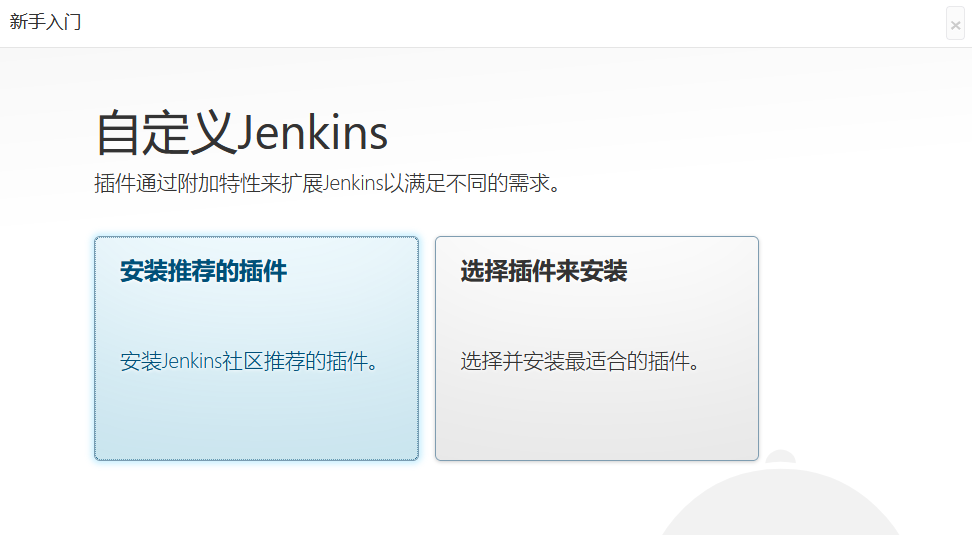 新手入门
×
自定义Jenkins
插件通过附加特性来扩展Jenkins以满足不同的需求。
安装推荐的插件
安装Jenkins社区推荐的插件。
选择插件来安装
选择并安装最适合的插件。